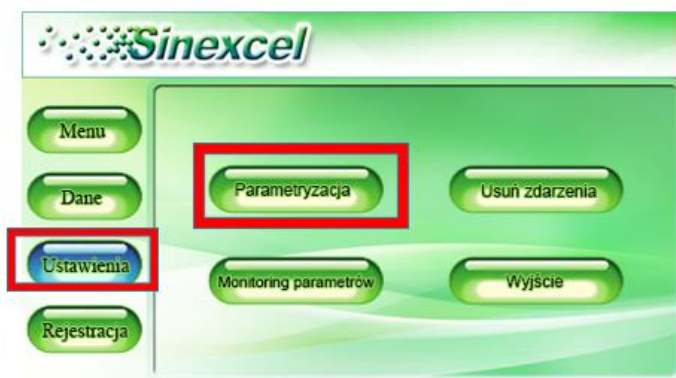 Sinexcel
Menu
Dane
Ustawienia
Rejestracja
Parametryzacja
Usuń zdarzenia
Monitoring parametrów
Wyjście